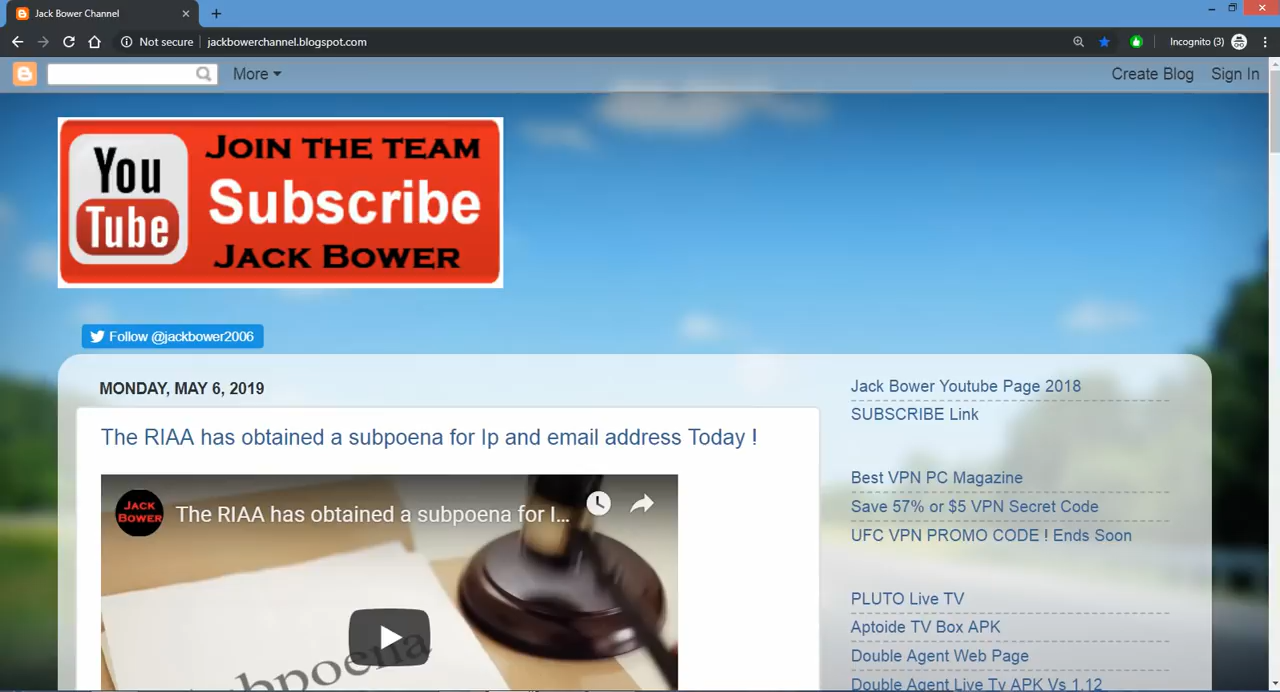 Jack Bower Channel
Not secure
jackbowerchannel.blogspot.com
Incognito (3)
More
Create Blog
Sign In
You
Tube
JOIN THE TEAM
Subscribe
JACK BOWER
Follow @jackbower2006
MONDAY, MAY 6, 2019
The RIAA has obtained a subpoena for Ip and email address Today !
JACK
BOWER
The RIAA has obtained a subpoena for I...
Jack Bower Youtube Page 2018
SUBSCRIBE Link
Best VPN PC Magazine
Save 57% or $5 VPN Secret Code
UFC VPN PROMO CODE ! Ends Soon
PLUTO Live TV
Aptoide TV Box APK
Double Agent Web Page
Double Agent Live Tv APK Vs 1.12